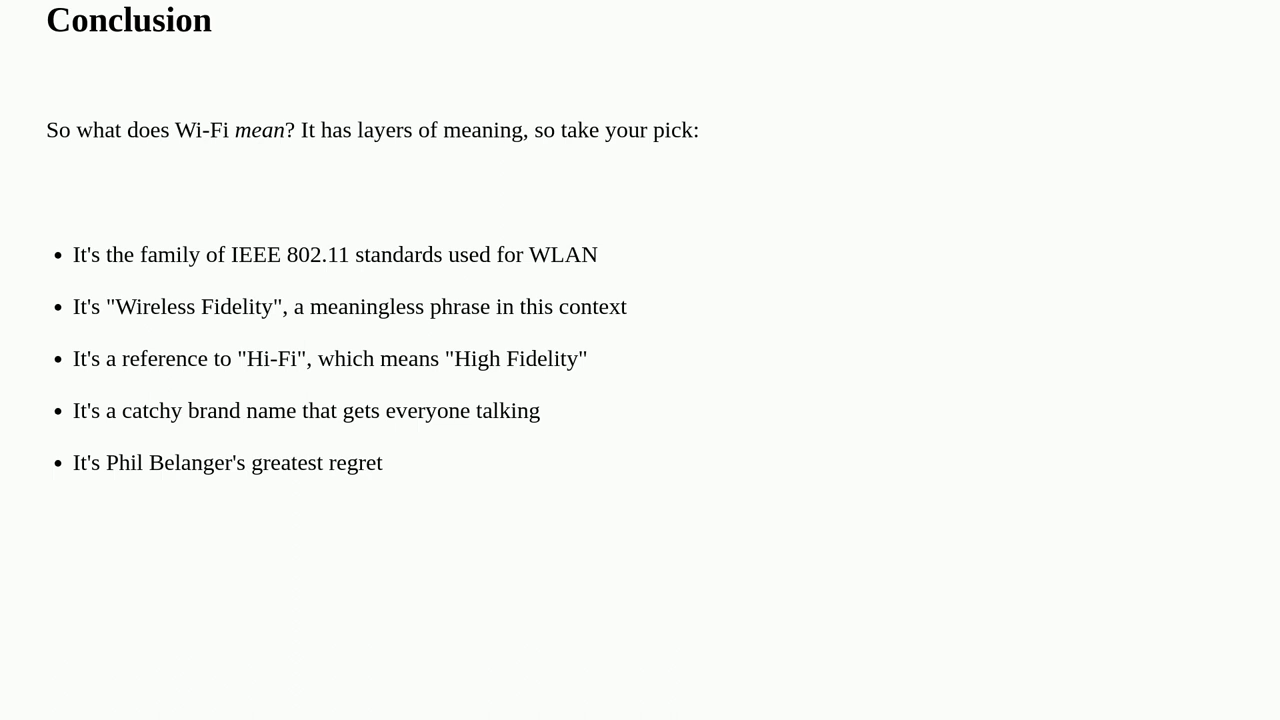 Conclusion
So what does Wi-Fi mean? It has layers of meaning, so take your pick:
• It's the family of IEEE 802.11 standards used for WLAN
• It's "Wireless Fidelity", a meaningless phrase in this context
• It's a reference to "Hi-Fi", which means "High Fidelity"
• It's a catchy brand name that gets everyone talking
• It's Phil Belanger's greatest regret